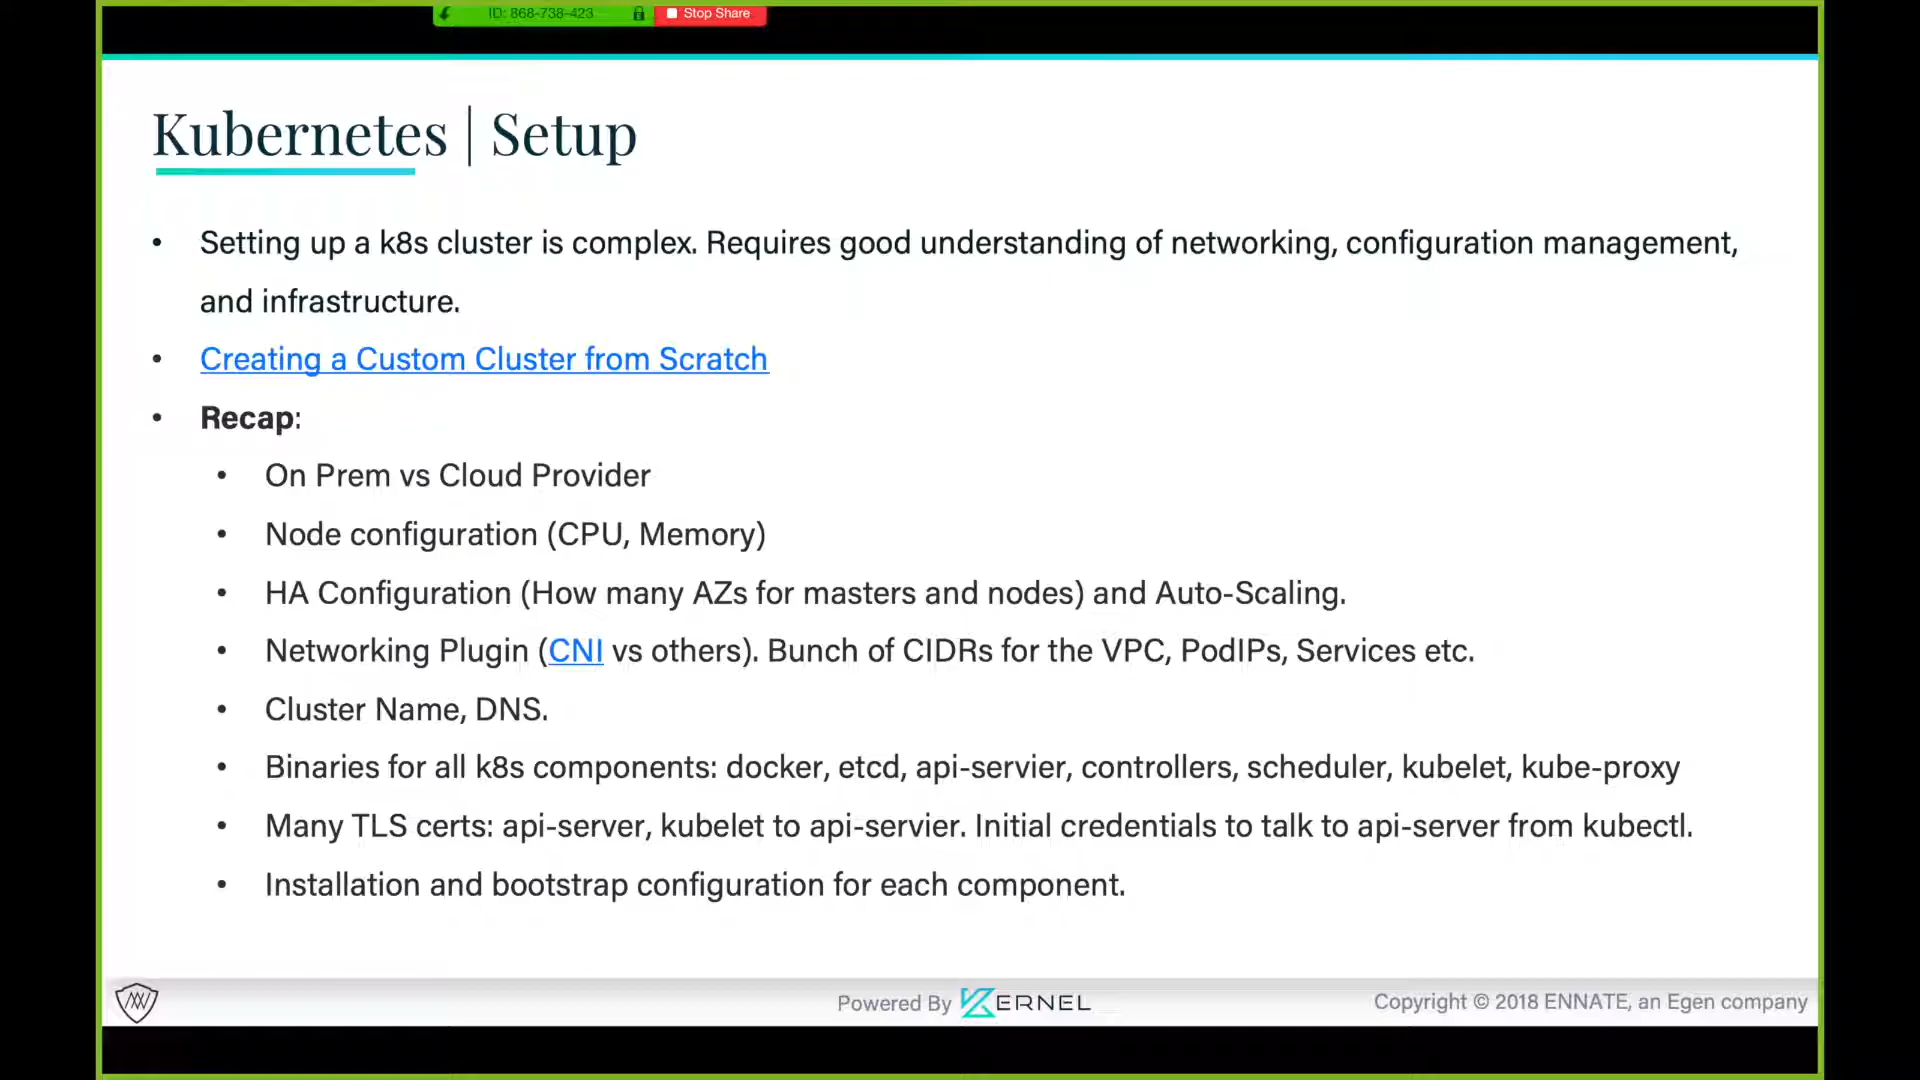 ID: 868-738-423 Stop Share
Kubernetes | Setup
• Setting up a k8s cluster is complex. Requires good understanding of networking, configuration management,
and infrastructure.
• Creating a Custom Cluster from Scratch
• Recap:
• On Prem vs Cloud Provider
• Node configuration (CPU, Memory)
• HA Configuration (How many AZs for masters and nodes) and Auto-Scaling.
• Networking Plugin (CNI vs others). Bunch of CIDRs for the VPC, PodIPs, Services etc.
• Cluster Name, DNS.
• Binaries for all k8s components: docker, etcd, api-servier, controllers, scheduler, kubelet, kube-proxy
• Many TLS certs: api-server, kubelet to api-servier. Initial credentials to talk to api-server from kubectl.
• Installation and bootstrap configuration for each component.
Powered By KERNEL
Copyright © 2018 ENNATE, an Egen company